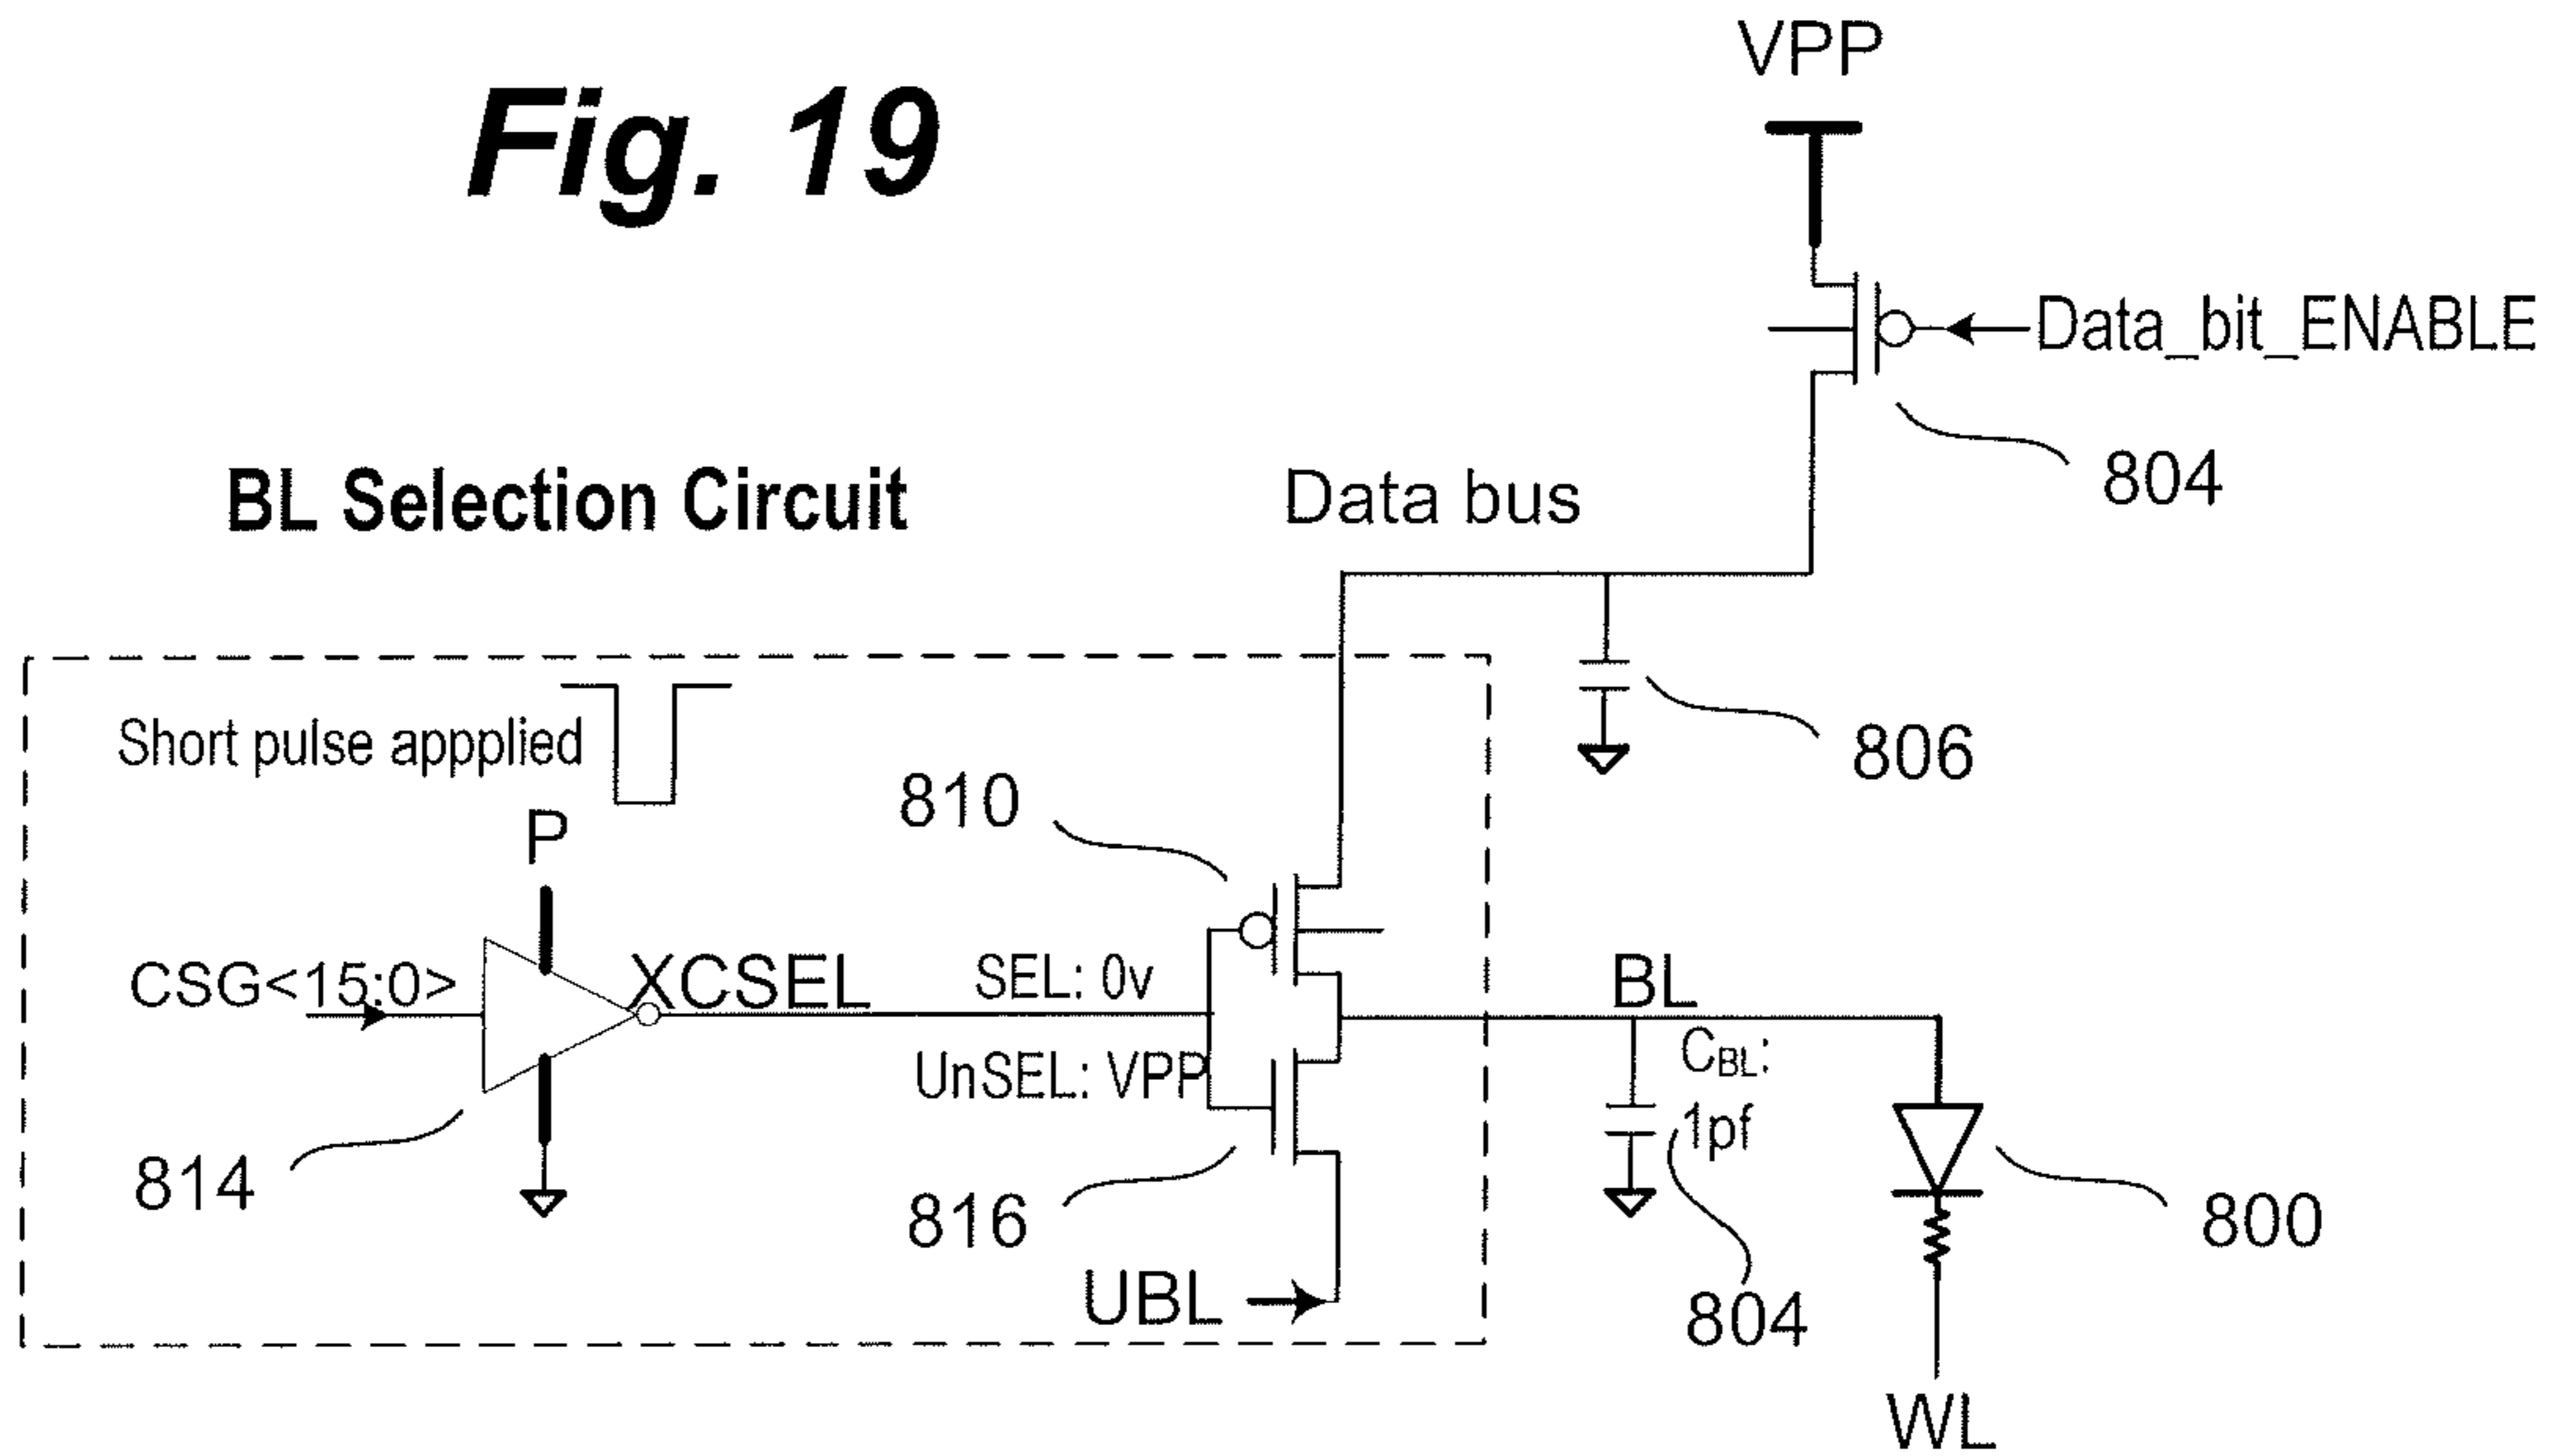 Fig. 19
VPP
Data_bit_ENABLE
804
BL Selection Circuit
Data bus
806
Short pulse appplied
810
P
CSG<15:0>
XCSEL
SEL: 0v
UnSEL: VPP
BL
CBL:
1pf
814
816
800
UBL
804
WL